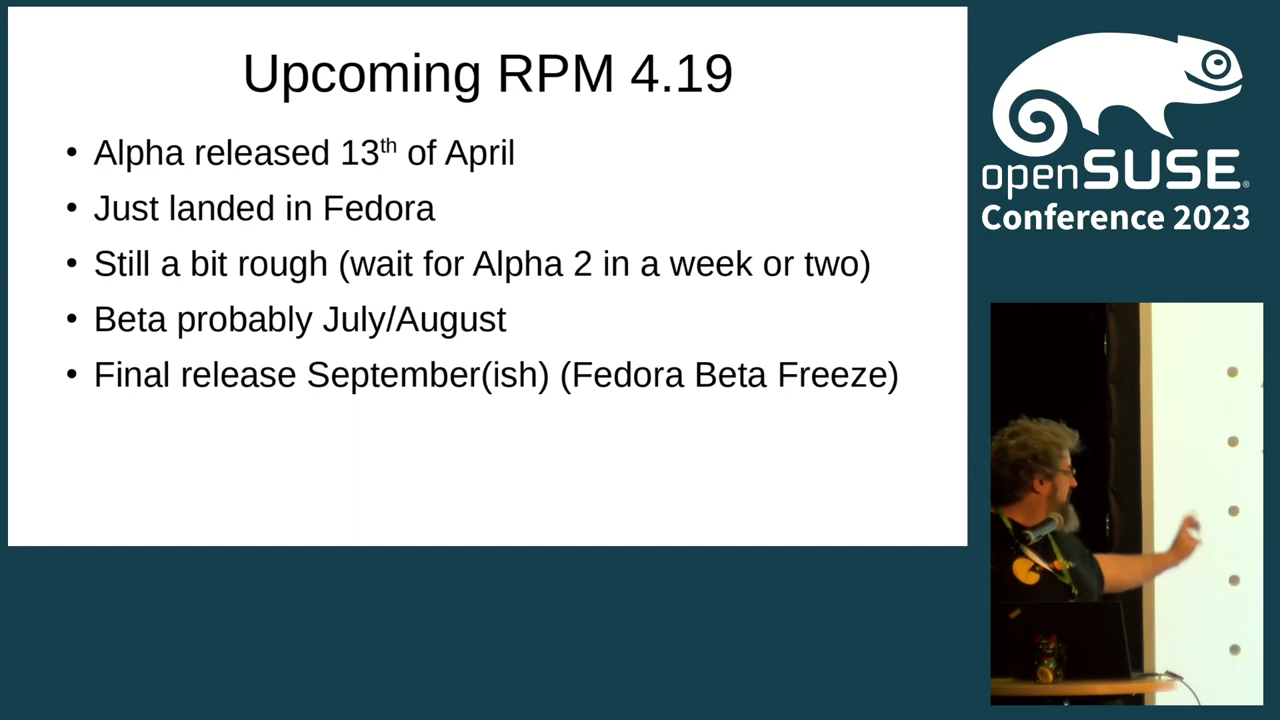 Upcoming RPM 4.19
• Alpha released 13th of April
• Just landed in Fedora
• Still a bit rough (wait for Alpha 2 in a week or two)
• Beta probably July/August
• Final release September(ish) (Fedora Beta Freeze)
openSUSE®
Conference 2023